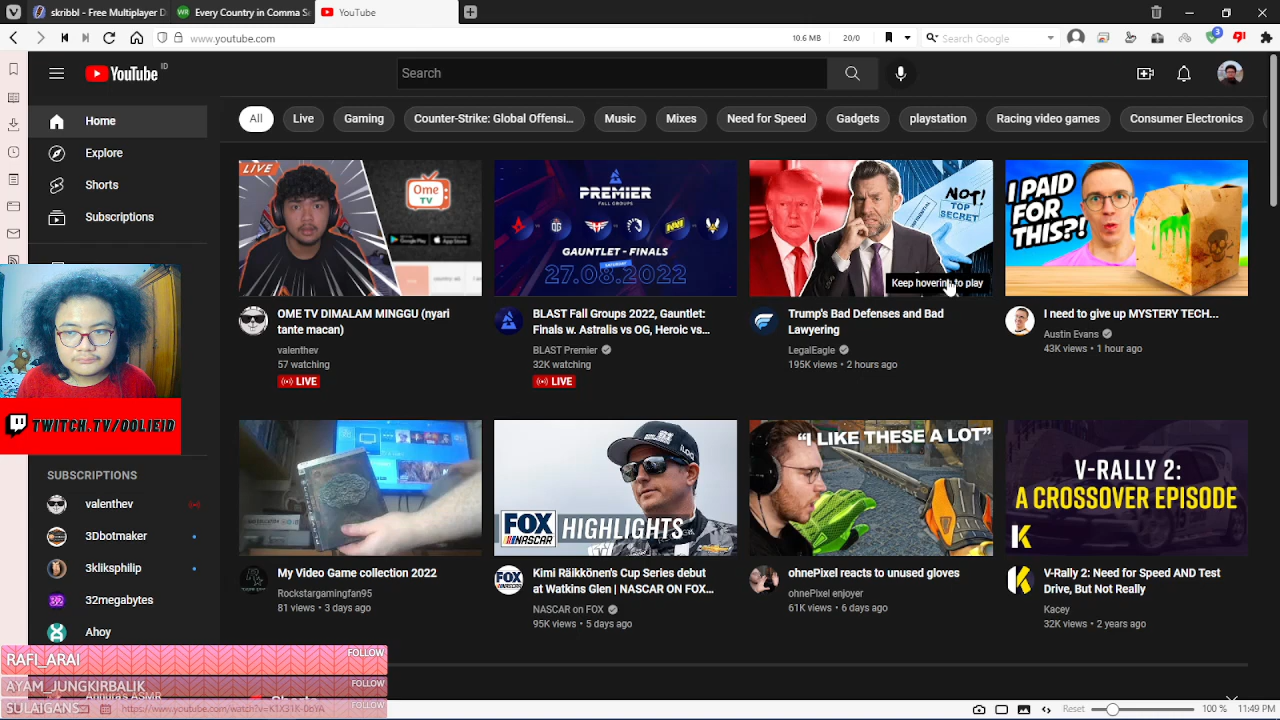 skribbl - Free Multiplayer D
Every Country in Comma S
YouTube
www.youtube.com
10.6 MB
20/0
Search Google
3
YouTube ID
Search
All
Live
Gaming
Counter-Strike: Global Offensi...
Music
Mixes
Need for Speed
Gadgets
playstation
Racing video games
Consumer Electronics
Home
Explore
Shorts
Subscriptions
LIVE
Ome
TV
PREMIER
FALL GROUPS
GAUNTLET - FINALS
SATURDAY
27.08.2022
NOT!
TOP
SECRET
Keep hovering to play
I PAID
FOR
THIS?!
OME TV DIMALAM MINGGU (nyari
tante macan)
valenthev
57 watching
LIVE
BLAST Fall Groups 2022, Gauntlet:
Finals w. Astralis vs OG, Heroic vs...
BLAST Premier
32K watching
LIVE
Trump's Bad Defenses and Bad
Lawyering
LegalEagle
195K views • 2 hours ago
I need to give up MYSTERY TECH...
Austin Evans
43K views • 1 hour ago
TWITCH.TV/OOLIEID
SUBSCRIPTIONS
valenthev
3Dbotmaker
3kliksphilip
32megabytes
Ahoy
FOX
NASCAR
HIGHLIGHTS
"I LIKE THESE A LOT"
V-RALLY 2:
A CROSSOVER EPISODE
K
My Video Game collection 2022
Rockstargamingfan95
81 views • 3 days ago
Kimi Räikkönen's Cup Series debut
at Watkins Glen | NASCAR ON FOX...
NASCAR on FOX
95K views • 5 days ago
ohnePixel reacts to unused gloves
ohnePixel enjoyer
61K views • 6 days ago
V-Rally 2: Need for Speed AND Test
Drive, But Not Really
Kacey
32K views • 2 years ago
RAFI_ARAI
FOLLOW
AYAM_JUNGKIRBALIK
FOLLOW
SULAIGANS
FOLLOW
Shorts
Reset
100 %
11:49 PM